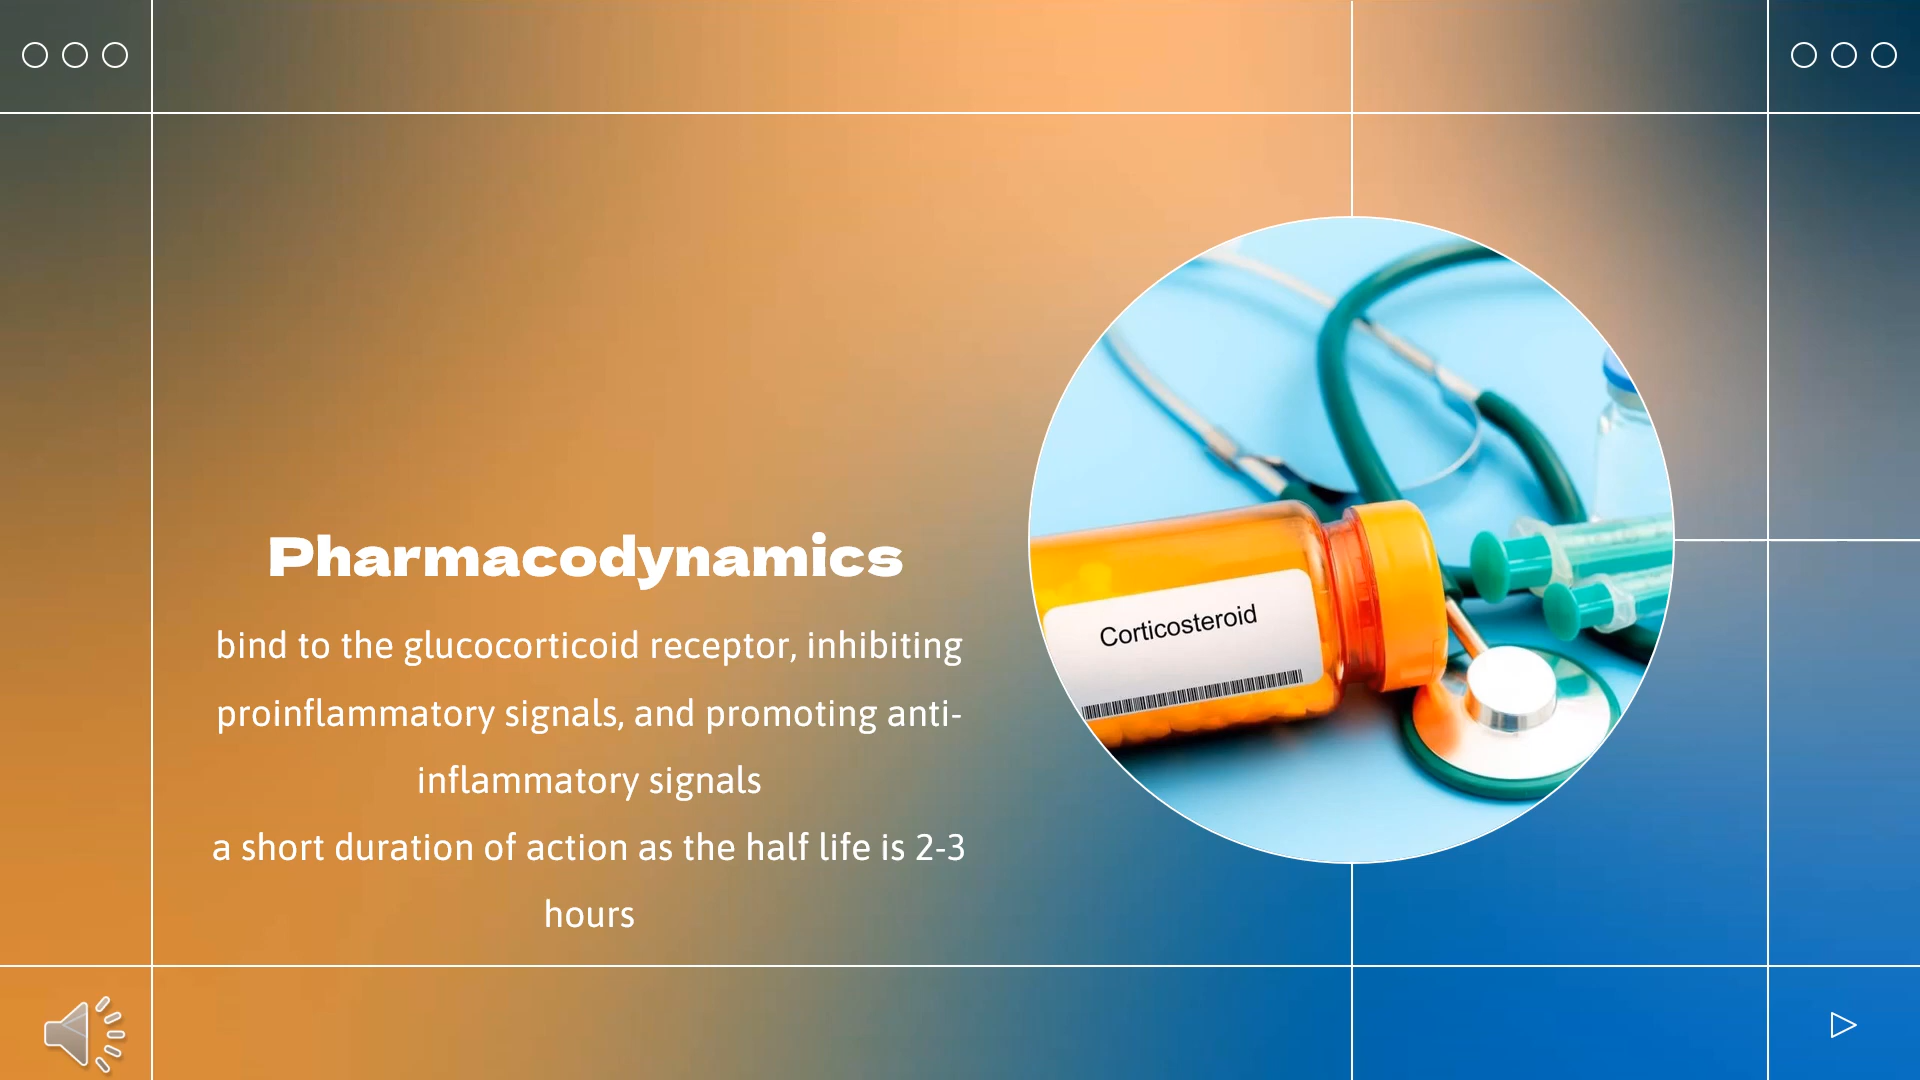 Pharmacodynamics
bind to the glucocorticoid receptor, inhibiting
proinflammatory signals, and promoting anti-
inflammatory signals
a short duration of action as the half life is 2-3
hours
Corticosteroid